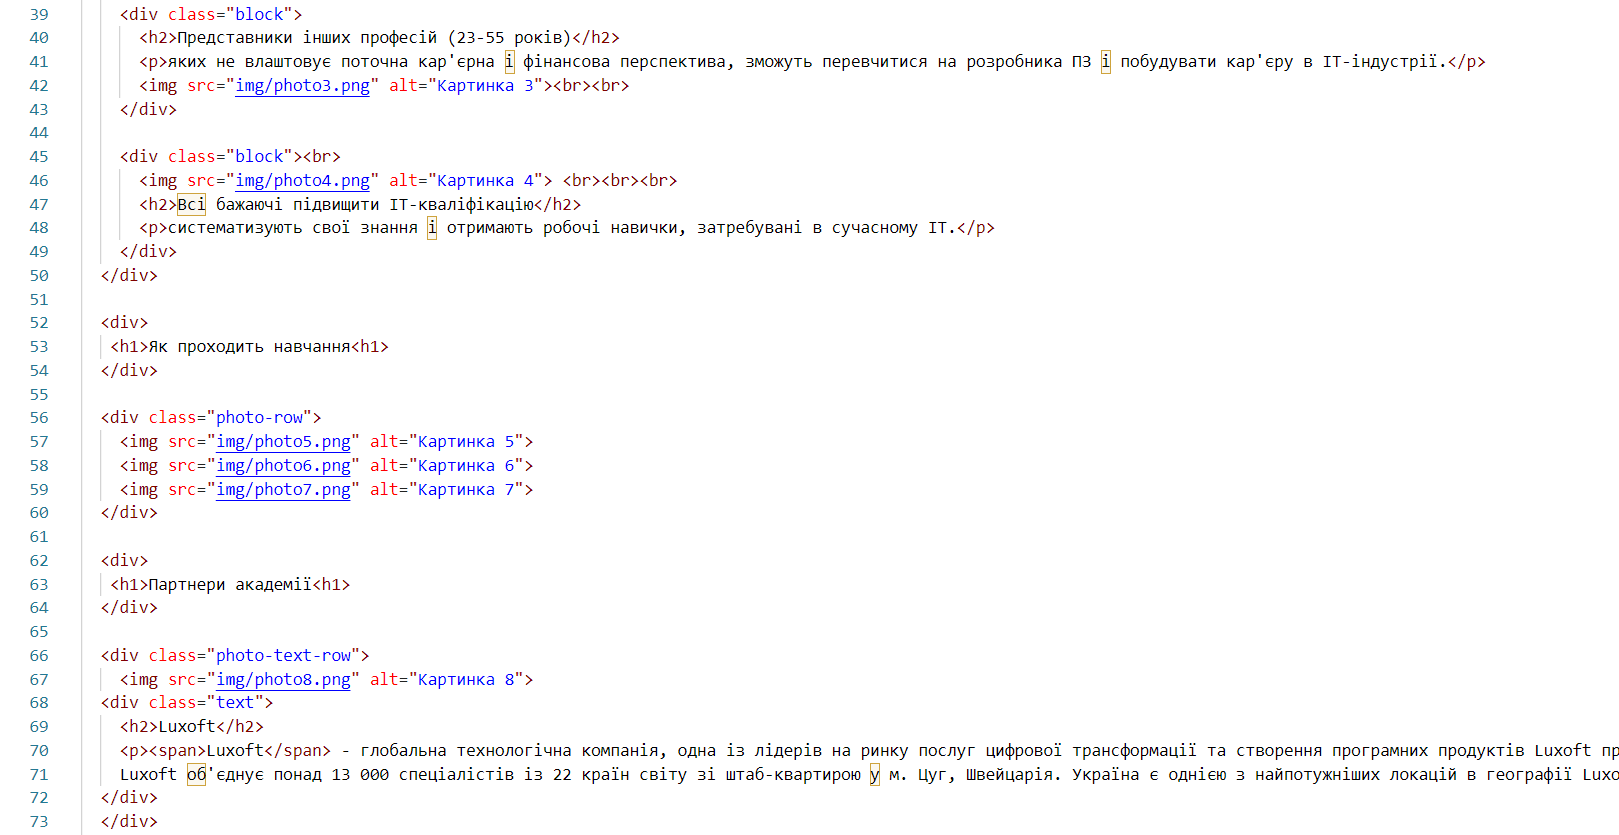 39 <div class="block">
40 <h2>Представники інших професій (23-55 років)</h2>
41 <p>яких не влаштовує поточна кар'єрна і фінансова перспектива, зможуть перевчитися на розробника ПЗ і побудувати кар'єру в ІТ-індустрії.</p>
42 <img src="img/photo3.png" alt="Картинка 3"><br><br>
43 </div>
44
45 <div class="block"><br>
46 <img src="img/photo4.png" alt="Картинка 4"> <br><br><br>
47 <h2>Всі бажаючі підвищити ІТ-кваліфікацію</h2>
48 <p>систематизують свої знання і отримають робочі навички, затребувані в сучасному ІТ.</p>
49 </div>
50 </div>
51
52 <div>
53 <h1>Як проходить навчання<h1>
54 </div>
55
56 <div class="photo-row">
57 <img src="img/photo5.png" alt="Картинка 5">
58 <img src="img/photo6.png" alt="Картинка 6">
59 <img src="img/photo7.png" alt="Картинка 7">
60 </div>
61
62 <div>
63 <h1>Партнери академії<h1>
64 </div>
65
66 <div class="photo-text-row">
67 <img src="img/photo8.png" alt="Картинка 8">
68 <div class="text">
69 <h2>Luxoft</h2>
70 <p><span>Luxoft</span> - глобальна технологічна компанія, одна із лідерів на ринку послуг цифрової трансформації та створення програмних продуктів Luxoft пр
71 Luxoft об'єднує понад 13 000 спеціалістів із 22 країн світу зі штаб-квартирою у м. Цуг, Швейцарія. Україна є однією з найпотужніших локацій в географії Luxo
72 </div>
73 </div>